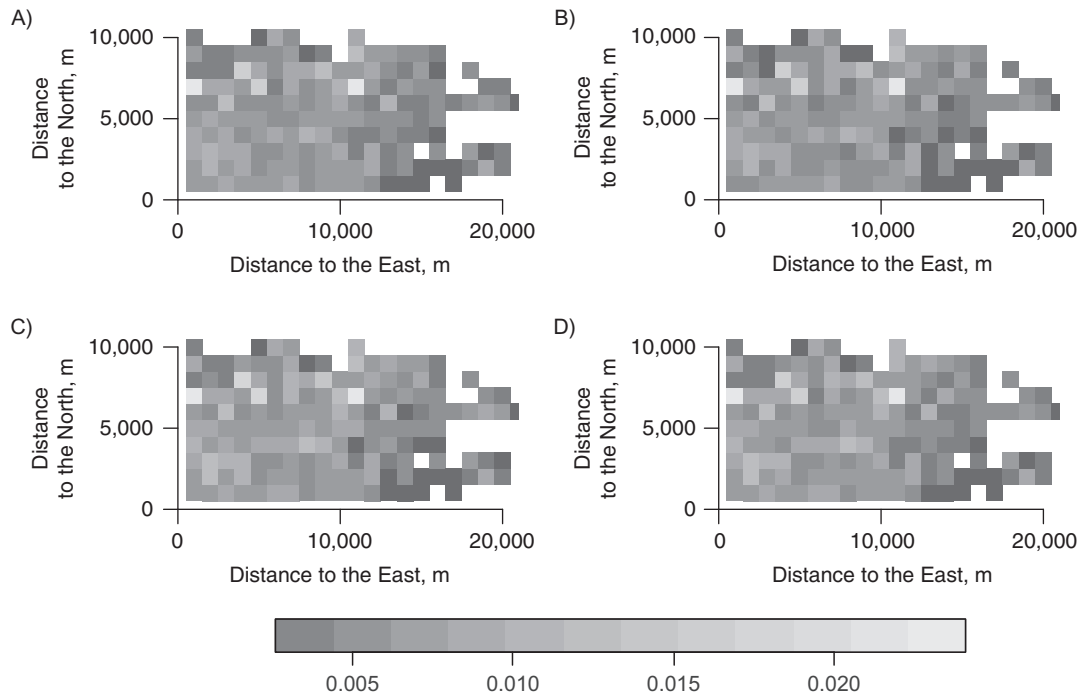 A)
Distance
to the North, m
10,000
5,000
0
0
10,000
20,000
Distance to the East, m
B)
Distance
to the North, m
10,000
5,000
0
0
10,000
20,000
Distance to the East, m
C)
Distance
to the North, m
10,000
5,000
0
0
10,000
20,000
Distance to the East, m
D)
Distance
to the North, m
10,000
5,000
0
0
10,000
20,000
Distance to the East, m
0.005
0.010
0.015
0.020